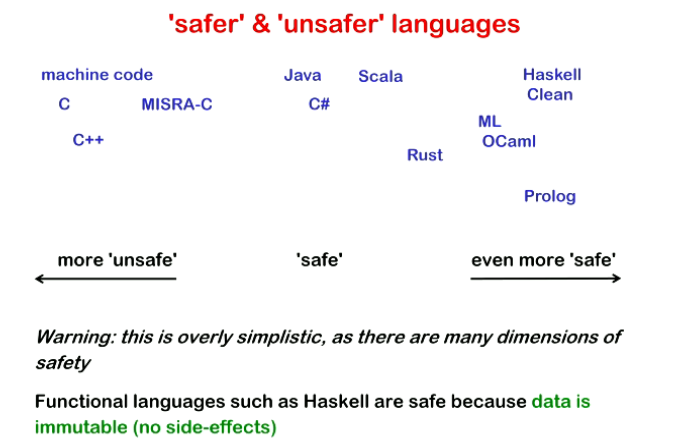 'safer' & 'unsafer' languages
machine code Java Scala Haskell
Clean
C MISRA-C C#
ML
C++ OCaml
Rust
Prolog
more 'unsafe' 'safe' even more 'safe'
Warning: this is overly simplistic, as there are many dimensions of
safety
Functional languages such as Haskell are safe because data is
immutable (no side-effects)